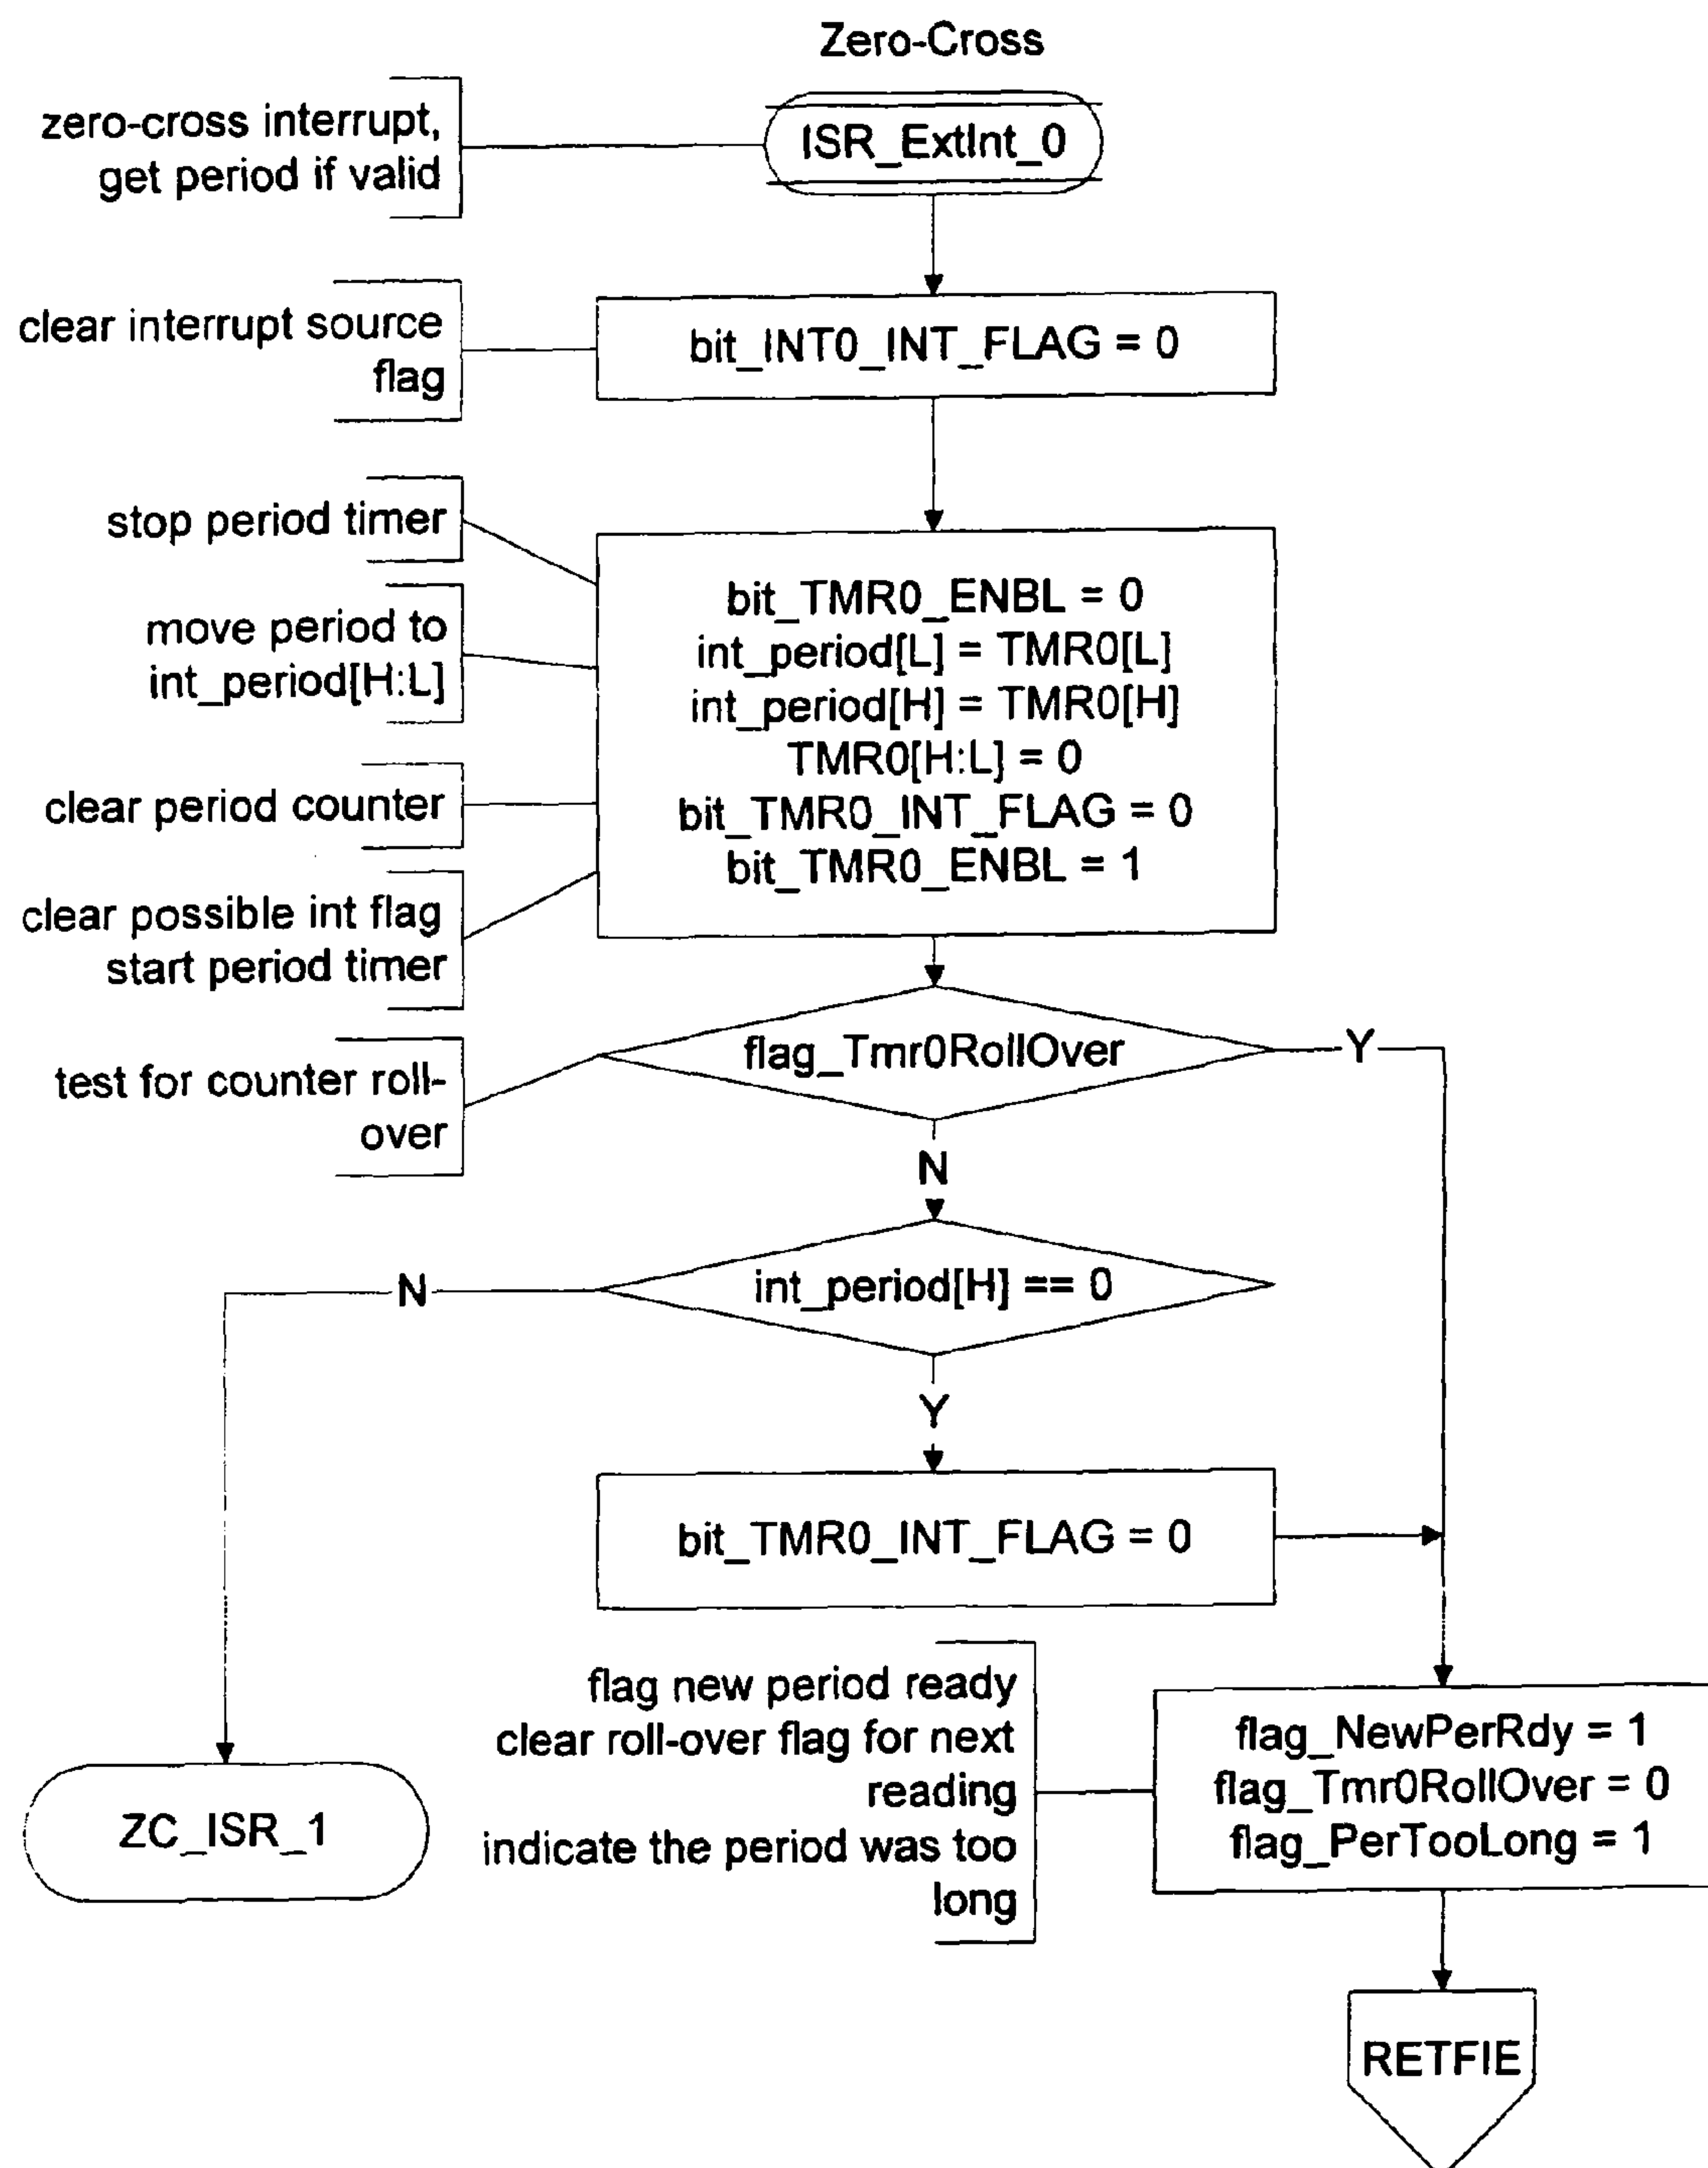 Zero-Cross
zero-cross interrupt,
get period if valid
ISR_ExtInt_0
clear interrupt source
flag
bit_INT0_INT_FLAG = 0
stop period timer
move period to
int_period[H:L]
clear period counter
clear possible int flag
start period timer
bit_TMR0_ENBL = 0
int_period[L] = TMR0[L]
int_period[H] = TMR0[H]
TMR0[H:L] = 0
bit_TMR0_INT_FLAG = 0
bit_TMR0_ENBL = 1
test for counter roll-
over
flag_Tmr0RollOver
Y
N
int_period[H] == 0
N
Y
bit_TMR0_INT_FLAG = 0
flag new period ready
clear roll-over flag for next
reading
indicate the period was too
long
flag_NewPerRdy = 1
flag_Tmr0RollOver = 0
flag_PerTooLong = 1
ZC_ISR_1
RETFIE